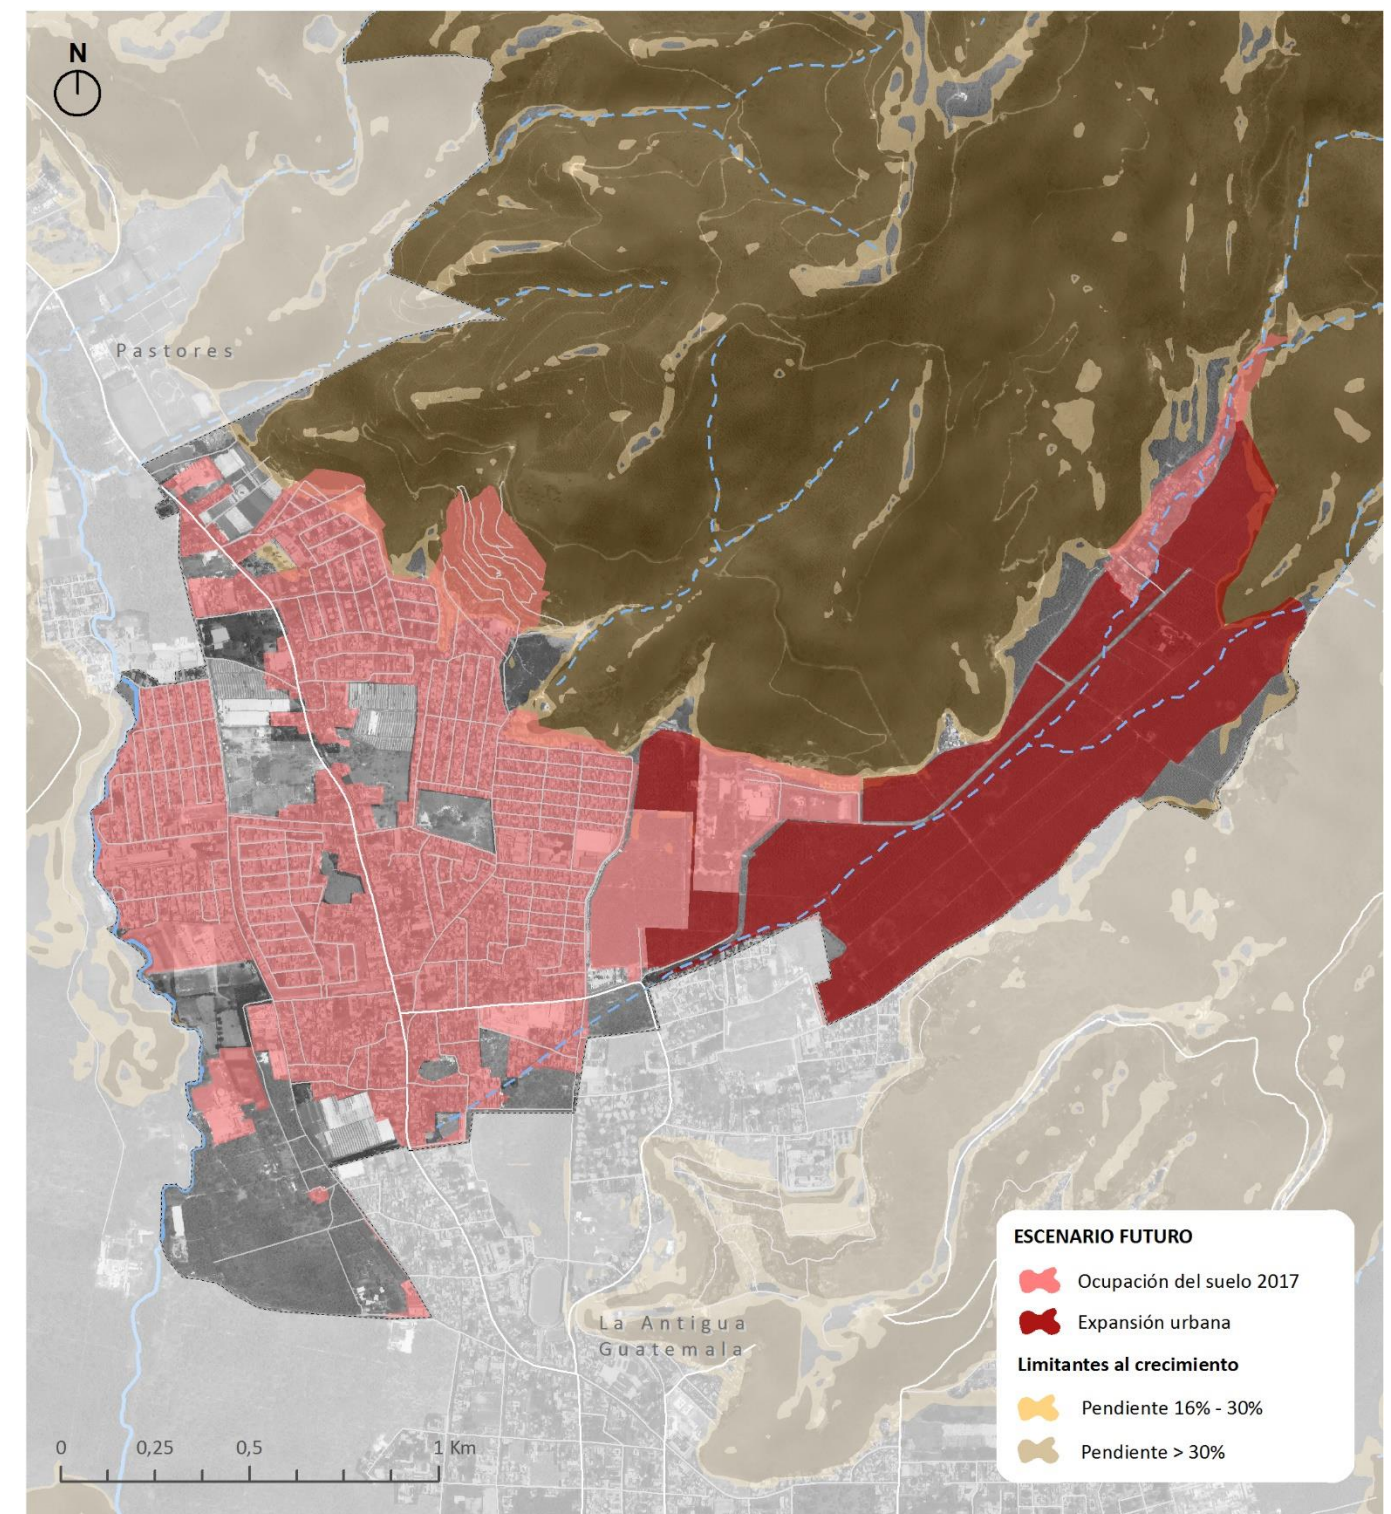 N
Pastores
La Antigua
Guatemala
ESCENARIO FUTURO
Ocupación del suelo 2017
Expansión urbana
Limitantes al crecimiento
Pendiente 16% - 30%
Pendiente > 30%
0 0,25 0,5 1 Km